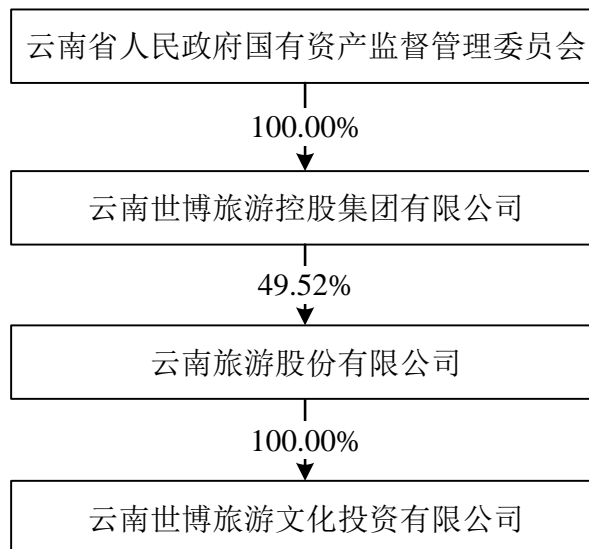 云南省人民政府国有资产监督管理委员会
100.00%
云南世博旅游控股集团有限公司
49.52%
云南旅游股份有限公司
100.00%
云南世博旅游文化投资有限公司